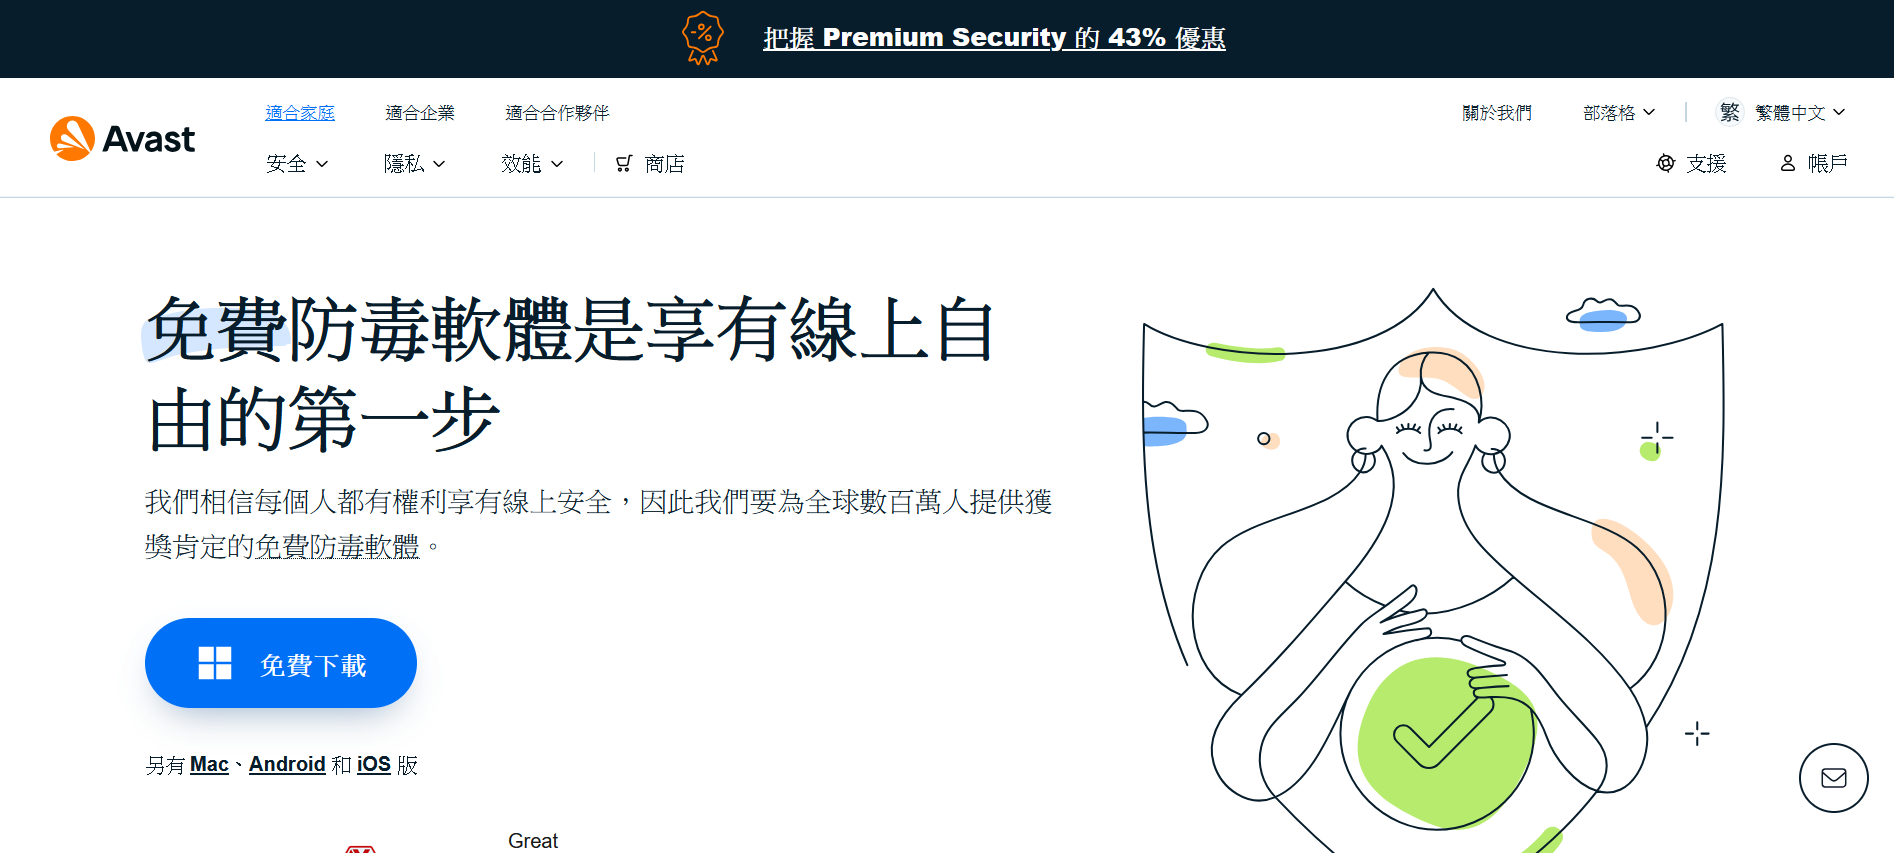 把握 Premium Security 的 43% 優惠
Avast
適合家庭 適合企業 適合合作夥伴
關於我們 部落格 繁 繁體中文
安全 隱私 效能 商店
支援 帳戶
免費防毒軟體是享有線上自
由的第一步
我們相信每個人都有權利享有線上安全，因此我們要為全球數百萬人提供獲
獎肯定的免費防毒軟體。
免費下載
另有 Mac、Android 和 iOS 版
Great